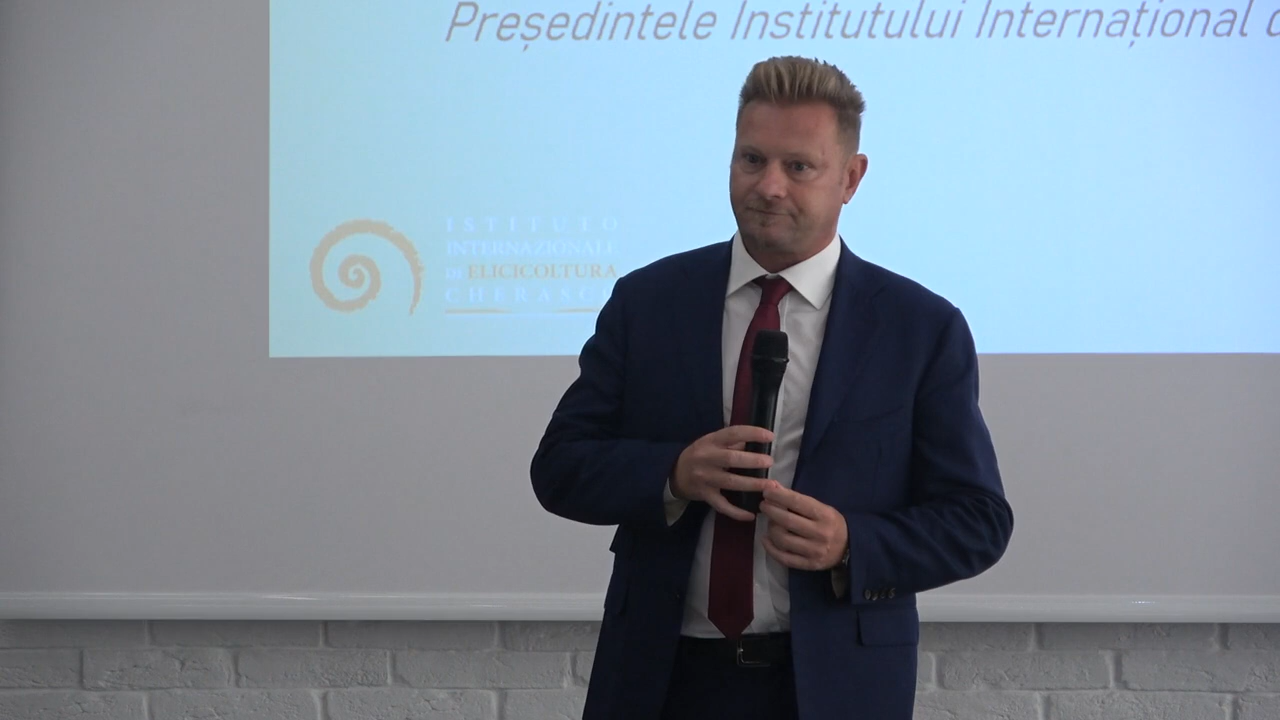 Președintele Institutului Internațional d
ISTITUTO
INTERNAZIONALE
DI ELICICOLTURA
CHERASCO